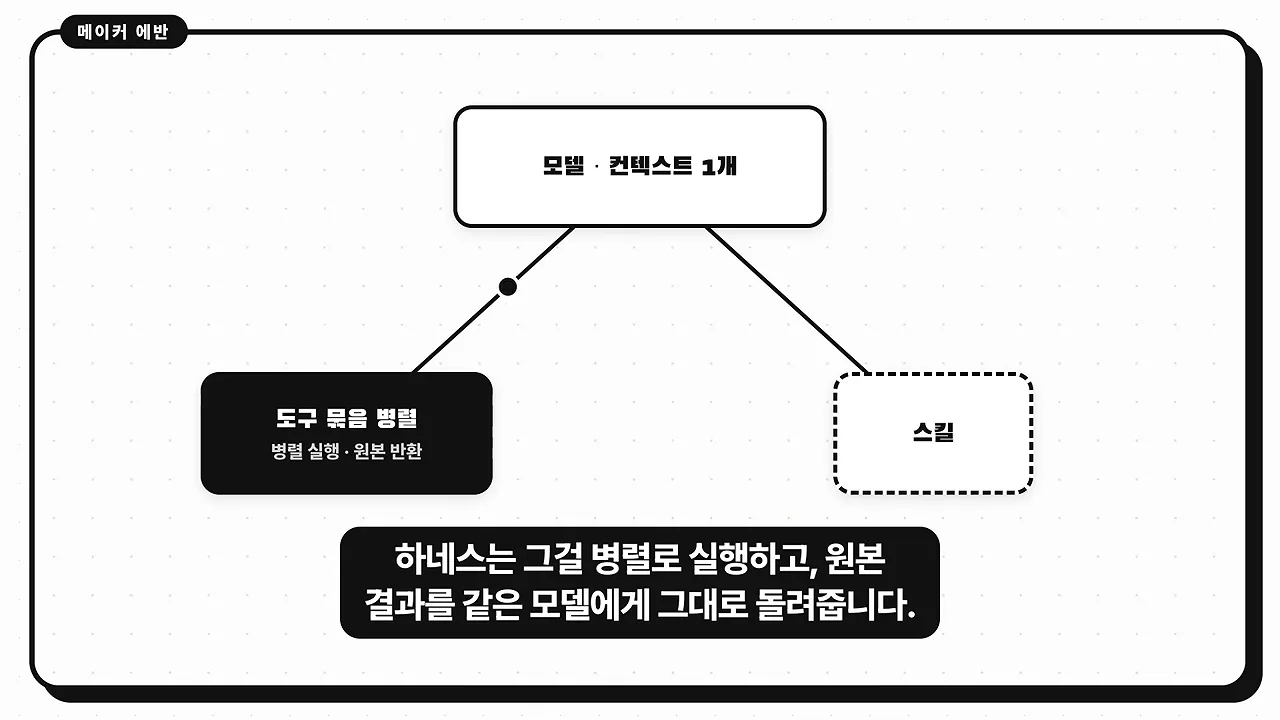 메이커 에반
모델 · 컨텍스트 1개
도구 묶음 병렬
병렬 실행 · 원본 반환
스킬
하네스는 그걸 병렬로 실행하고, 원본
결과를 같은 모델에게 그대로 돌려줍니다.